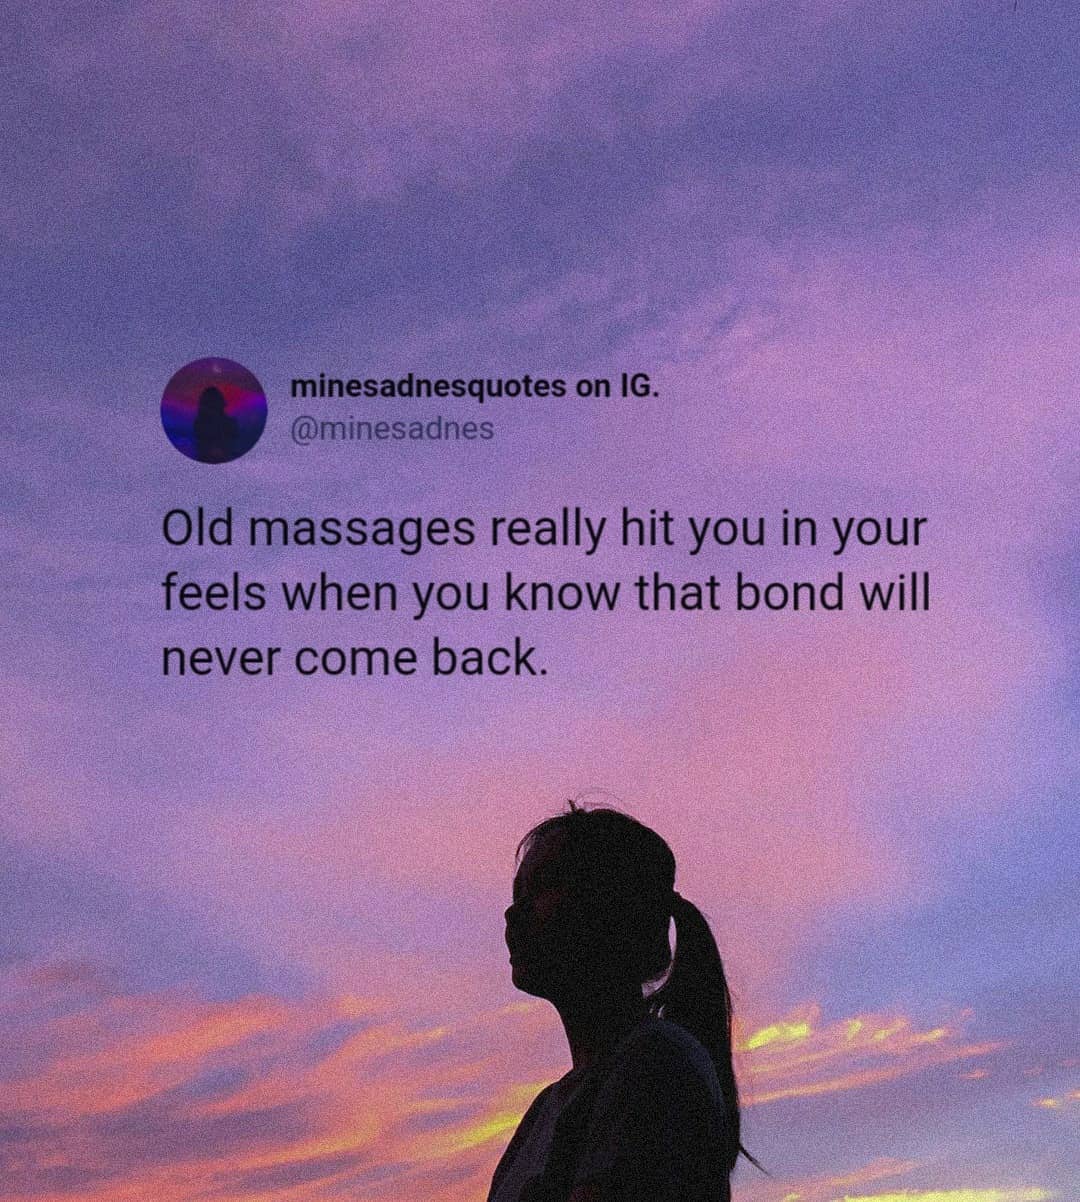 minesadnesquotes on IG.
@minesadnes
Old massages really hit you in your
feels when you know that bond will
never come back.